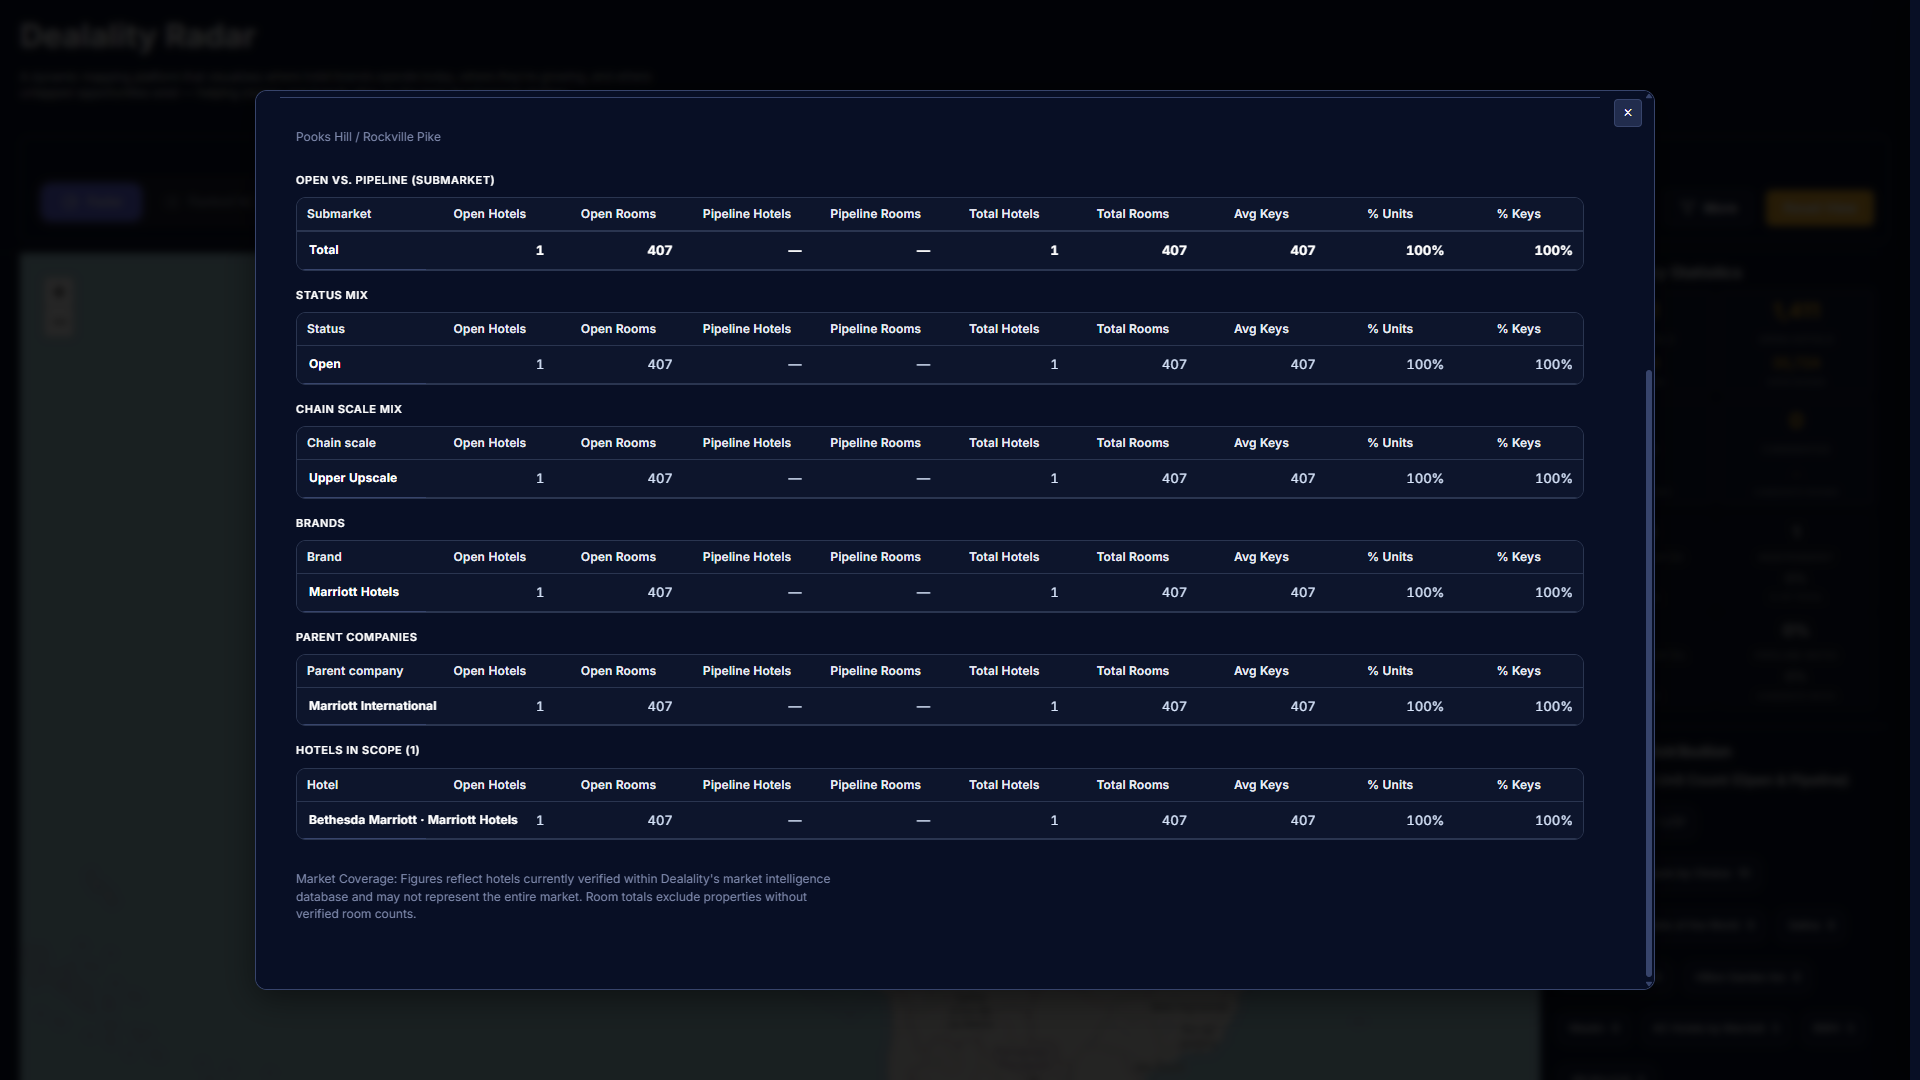 Dealality Radar
×
Pooks Hill / Rockville Pike
OPEN VS. PIPELINE (SUBMARKET)
Submarket Open Hotels Open Rooms Pipeline Hotels Pipeline Rooms Total Hotels Total Rooms Avg Keys % Units % Keys
Total 1 407 — — 1 407 407 100% 100%
STATUS MIX
Status Open Hotels Open Rooms Pipeline Hotels Pipeline Rooms Total Hotels Total Rooms Avg Keys % Units % Keys
Open 1 407 — — 1 407 407 100% 100%
CHAIN SCALE MIX
Chain scale Open Hotels Open Rooms Pipeline Hotels Pipeline Rooms Total Hotels Total Rooms Avg Keys % Units % Keys
Upper Upscale 1 407 — — 1 407 407 100% 100%
BRANDS
Brand Open Hotels Open Rooms Pipeline Hotels Pipeline Rooms Total Hotels Total Rooms Avg Keys % Units % Keys
Marriott Hotels 1 407 — — 1 407 407 100% 100%
PARENT COMPANIES
Parent company Open Hotels Open Rooms Pipeline Hotels Pipeline Rooms Total Hotels Total Rooms Avg Keys % Units % Keys
Marriott International 1 407 — — 1 407 407 100% 100%
HOTELS IN SCOPE (1)
Hotel Open Hotels Open Rooms Pipeline Hotels Pipeline Rooms Total Hotels Total Rooms Avg Keys % Units % Keys
Bethesda Marriott · Marriott Hotels 1 407 — — 1 407 407 100% 100%
Market Coverage: Figures reflect hotels currently verified within Dealality's market intelligence
database and may not represent the entire market. Room totals exclude properties without
verified room counts.